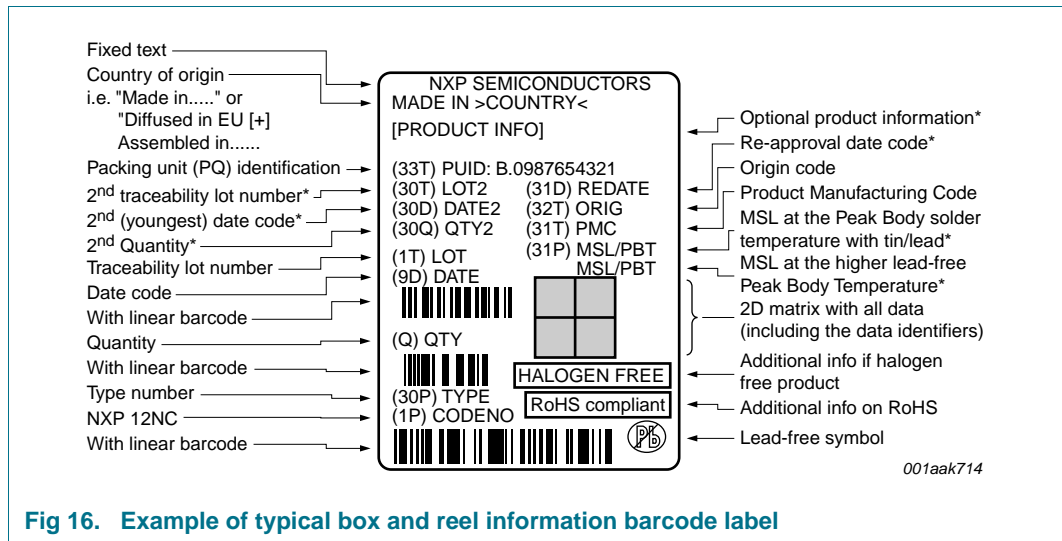 Fixed text
Country of origin
i.e. "Made in....." or
"Diffused in EU [+]
Assembled in......
Packing unit (PQ) identification
2nd traceability lot number*
2nd (youngest) date code*
2nd Quantity*
Traceability lot number
Date code
With linear barcode
Quantity
With linear barcode
Type number
NXP 12NC
With linear barcode
NXP SEMICONDUCTORS
MADE IN >COUNTRY<
[PRODUCT INFO]
(33T) PUID: B.0987654321
(30T) LOT2 (31D) REDATE
(30D) DATE2 (32T) ORIG
(30Q) QTY2 (31T) PMC
(31P) MSL/PBT
(1T) LOT MSL/PBT
(9D) DATE
(Q) QTY
HALOGEN FREE
(30P) TYPE
RoHS compliant
(1P) CODENO
Pb
Optional product information*
Re-approval date code*
Origin code
Product Manufacturing Code
MSL at the Peak Body solder
temperature with tin/lead*
MSL at the higher lead-free
Peak Body Temperature*
2D matrix with all data
(including the data identifiers)
Additional info if halogen
free product
Additional info on RoHS
Lead-free symbol
001aak714
Fig 16. Example of typical box and reel information barcode label